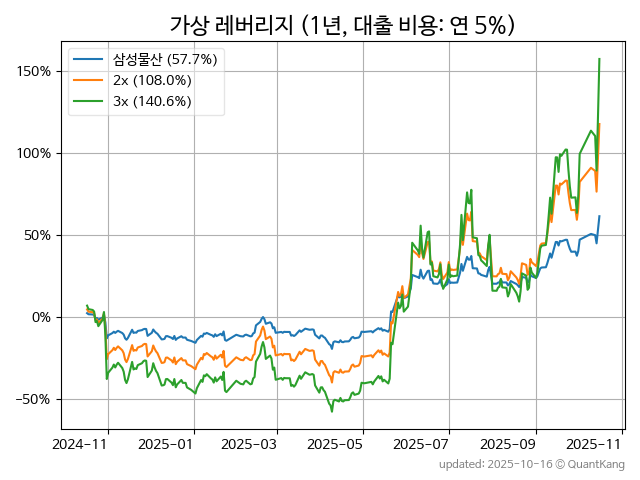 가상 레버리지 (1년, 대출 비용: 연 5%)
삼성물산 (57.7%)
2x (108.0%)
3x (140.6%)
150%
100%
50%
0%
−50%
2024−11 2025−01 2025−03 2025−05 2025−07 2025−09 2025−11
updated: 2025-10-16 © QuantKang